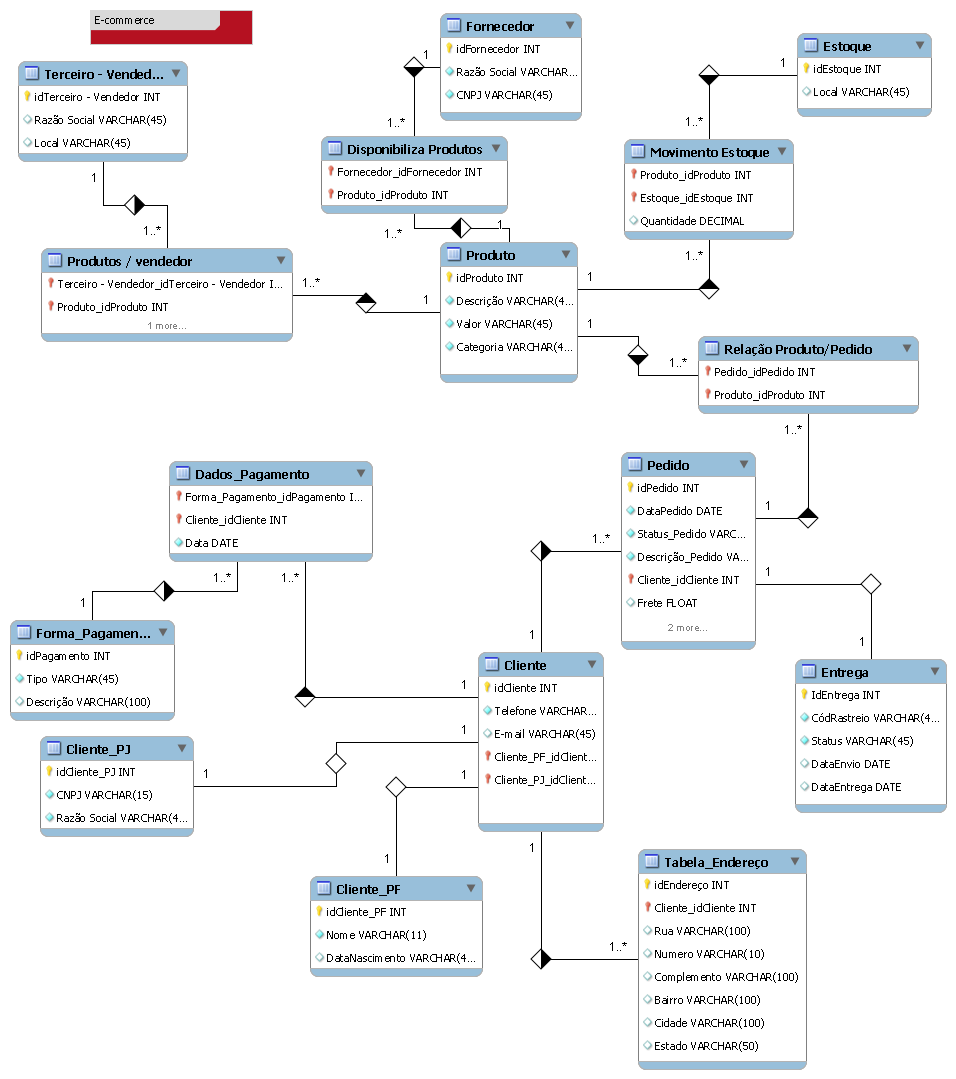 E-commerce
Terceiro - Vended...
idTerceiro - Vendedor INT
Razão Social VARCHAR(45)
Local VARCHAR(45)
1
1..*
Fornecedor
idFornecedor INT
Razão Social VARCHAR...
CNPJ VARCHAR(45)
1
1..*
Estoque
idEstoque INT
Local VARCHAR(45)
1
1..*
Disponibiliza Produtos
Fornecedor_idFornecedor INT
Produto_idProduto INT
1..*
1
Movimento Estoque
Produto_idProduto INT
Estoque_idEstoque INT
Quantidade DECIMAL
1..*
1
Produtos / vendedor
Terceiro - Vendedor_idTerceiro - Vendedor I...
Produto_idProduto INT
1 more...
1..*
1
Produto
idProduto INT
Descrição VARCHAR(4...
Valor VARCHAR(45)
Categoria VARCHAR(4...
1
1..*
Relação Produto/Pedido
Pedido_idPedido INT
Produto_idProduto INT
1..*
1
Dados_Pagamento
Forma_Pagamento_idPagamento I...
Cliente_idCliente INT
Data DATE
1..*
1..*
1
Pedido
idPedido INT
DataPedido DATE
Status_Pedido VARC...
Descrição_Pedido VA...
Cliente_idCliente INT
Frete FLOAT
2 more...
1..*
1
1
1
Forma_Pagamen...
idPagamento INT
Tipo VARCHAR(45)
Descrição VARCHAR(100)
Cliente
idCliente INT
Telefone VARCHAR...
E-mail VARCHAR(45)
Cliente_PF_idClient...
Cliente_PJ_idClient...
1
1
1
1
Entrega
IdEntrega INT
CódRastreio VARCHAR(4...
Status VARCHAR(45)
DataEnvio DATE
DataEntrega DATE
Cliente_PJ
idCliente_PJ INT
CNPJ VARCHAR(15)
Razão Social VARCHAR(4...
1
1
Cliente_PF
idCliente_PF INT
Nome VARCHAR(11)
DataNascimento VARCHAR(4...
1..*
Tabela_Endereço
idEndereço INT
Cliente_idCliente INT
Rua VARCHAR(100)
Numero VARCHAR(10)
Complemento VARCHAR(100)
Bairro VARCHAR(100)
Cidade VARCHAR(100)
Estado VARCHAR(50)